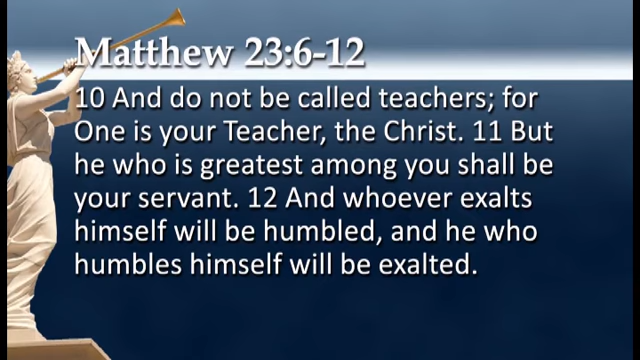 Matthew 23:6-12
10 And do not be called teachers; for
One is your Teacher, the Christ. 11 But
he who is greatest among you shall be
your servant. 12 And whoever exalts
himself will be humbled, and he who
humbles himself will be exalted.